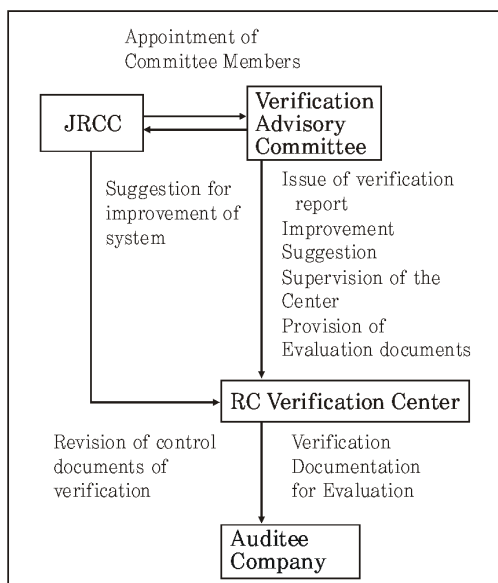 Appointment of
Committee Members
JRCC
Verification
Advisory
Committee
Suggestion for
improvement of
system
Issue of verification
report
Improvement
Suggestion
Supervision of the
Center
Provision of
Evaluation documents
RC Verification Center
Revision of control
documents of
verification
Verification
Documentation
for Evaluation
Auditee
Company